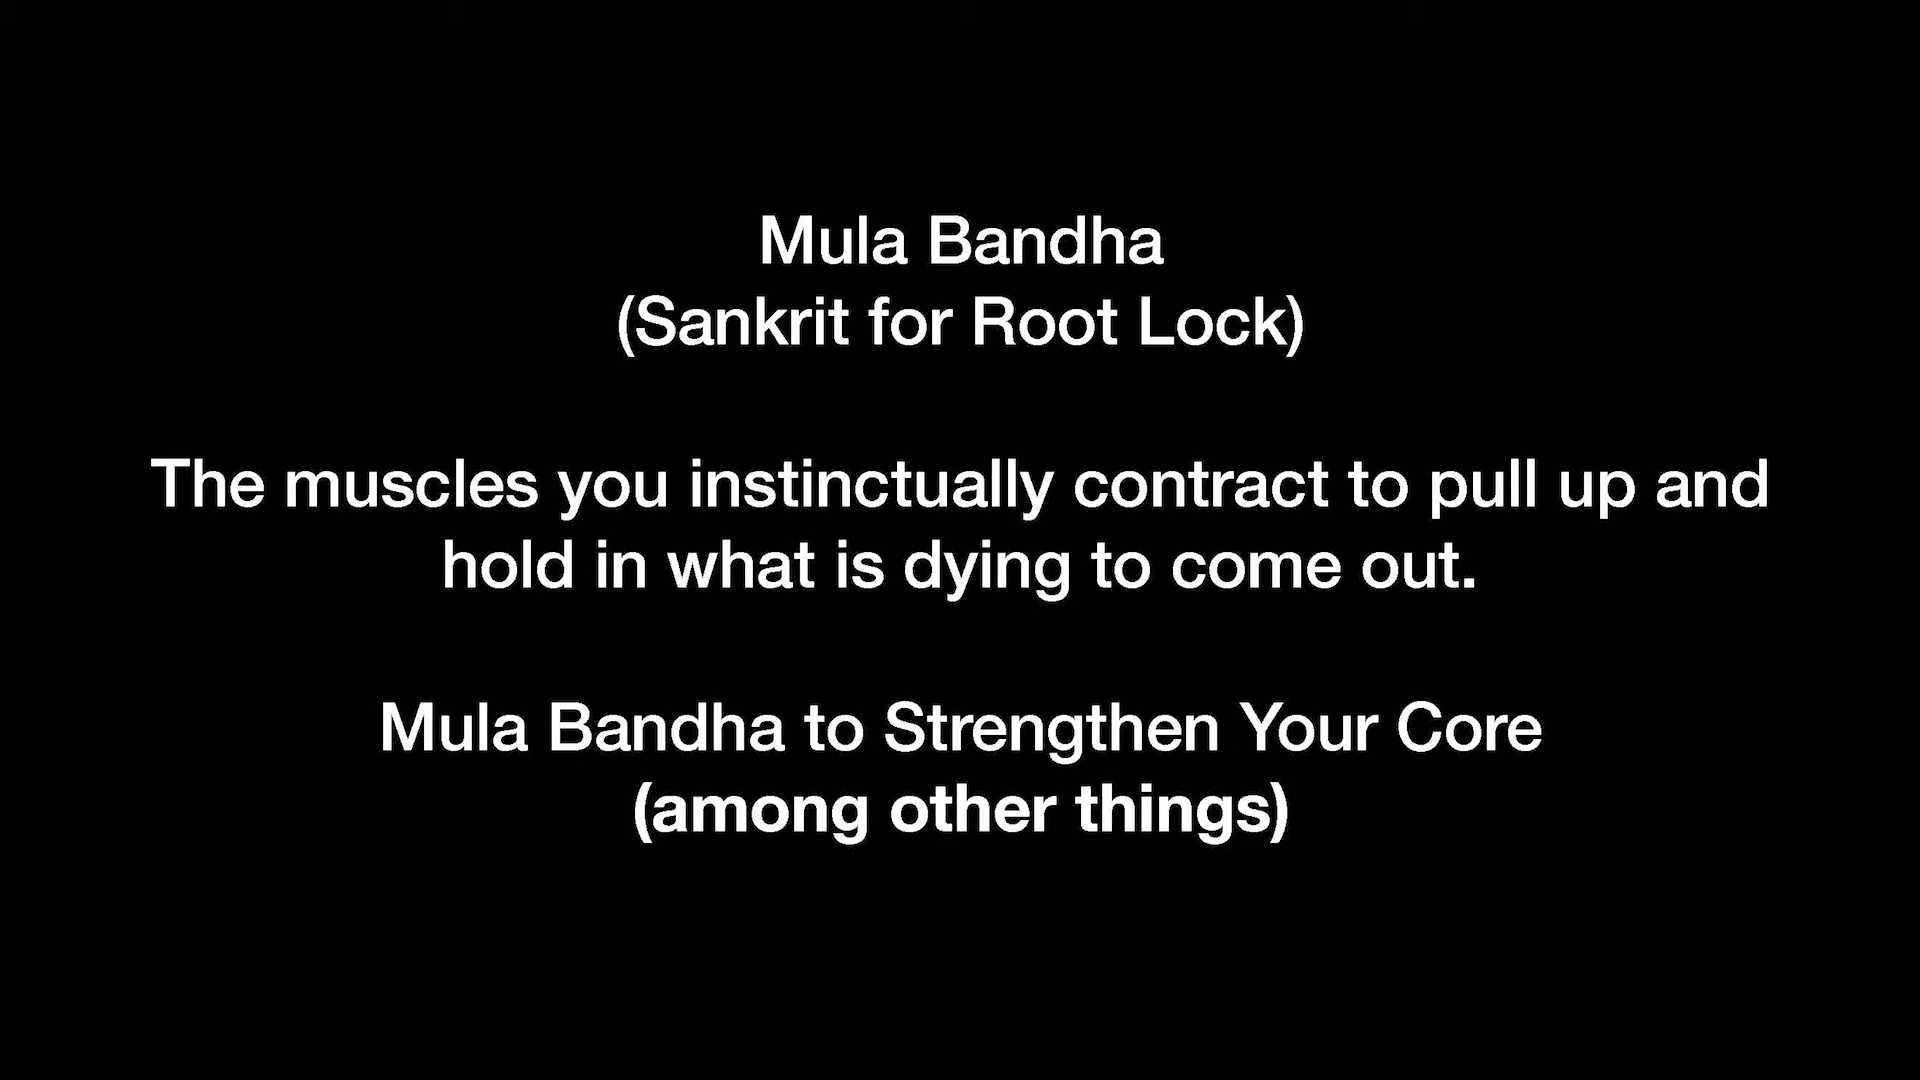 Mula Bandha
(Sankrit for Root Lock)
The muscles you instinctually contract to pull up and
hold in what is dying to come out.
Mula Bandha to Strengthen Your Core
(among other things)